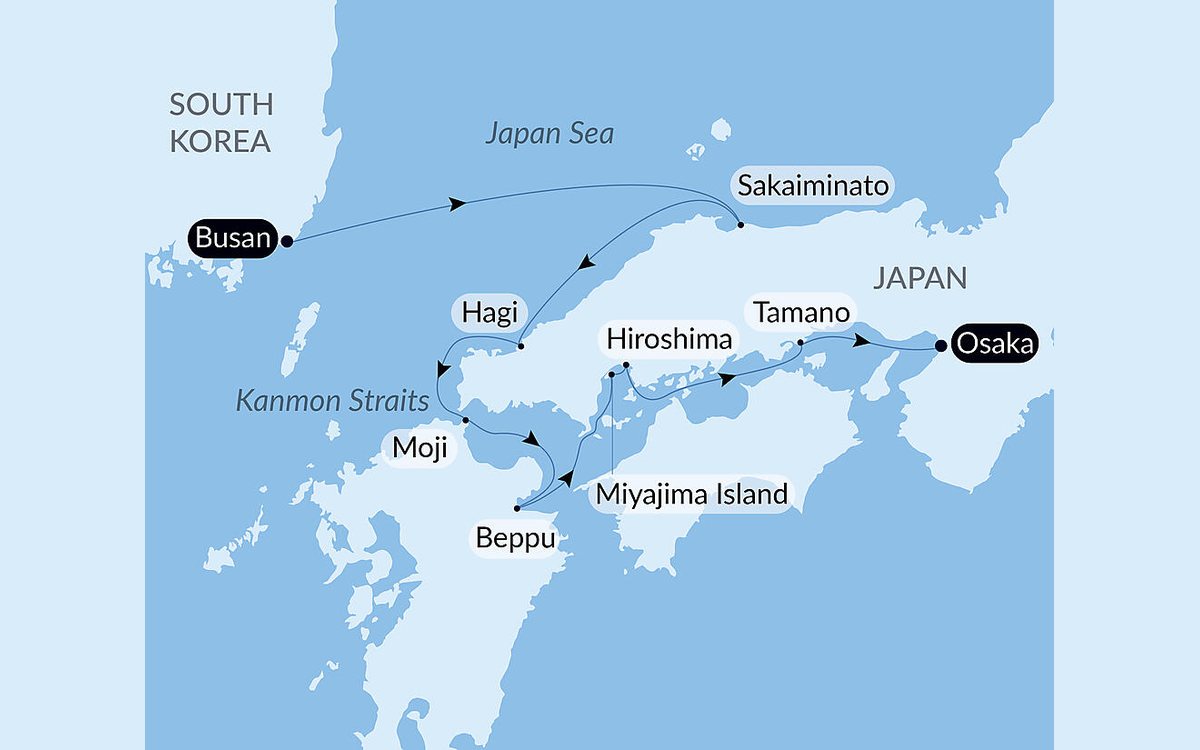 SOUTH
KOREA
Japan Sea
Sakaiminato
Busan
JAPAN
Hagi
Tamano
Hiroshima
Osaka
Kanmon Straits
Moji
Miyajima Island
Beppu